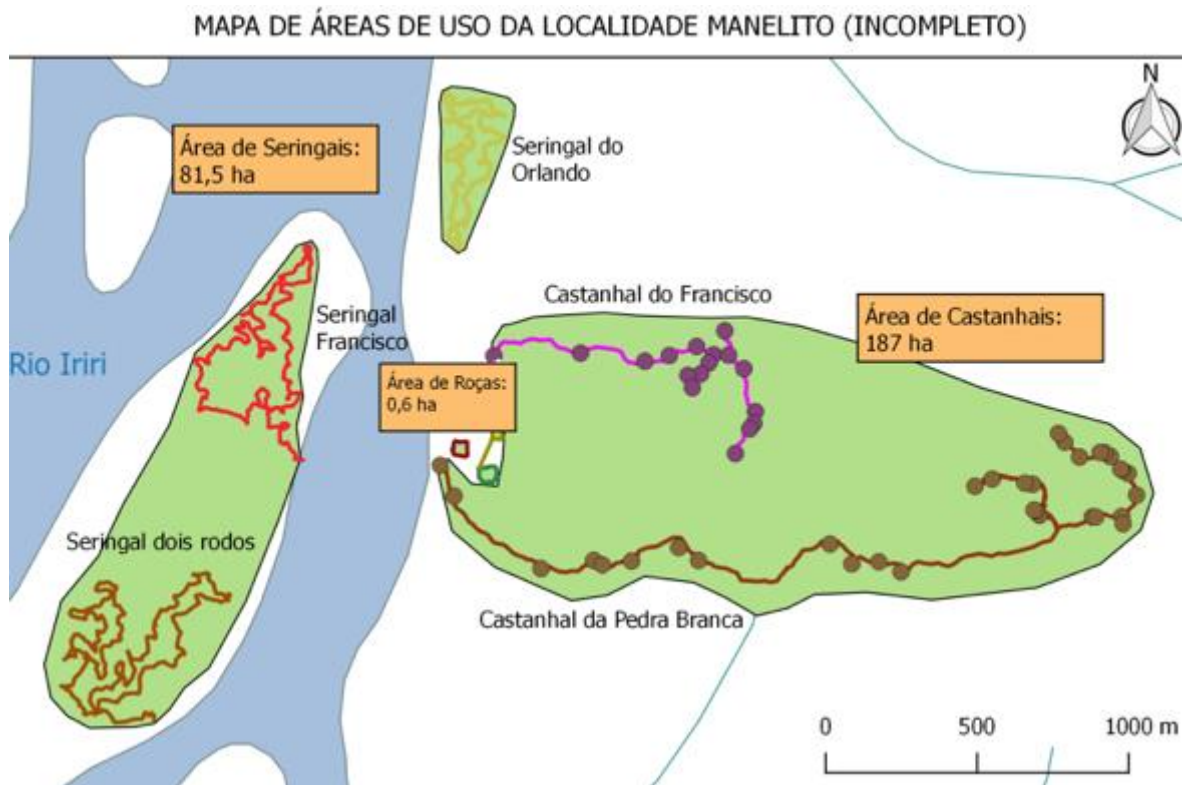 MAPA DE ÁREAS DE USO DA LOCALIDADE MANELITO (INCOMPLETO)
N
Área de Seringais:
81,5 ha
Seringal do
Orlando
Castanhal do Francisco
Área de Castanhais:
187 ha
Seringal
Francisco
Rio Iriri
Área de Roças:
0,6 ha
Seringal dois rodos
Castanhal da Pedra Branca
0 500 1000 m